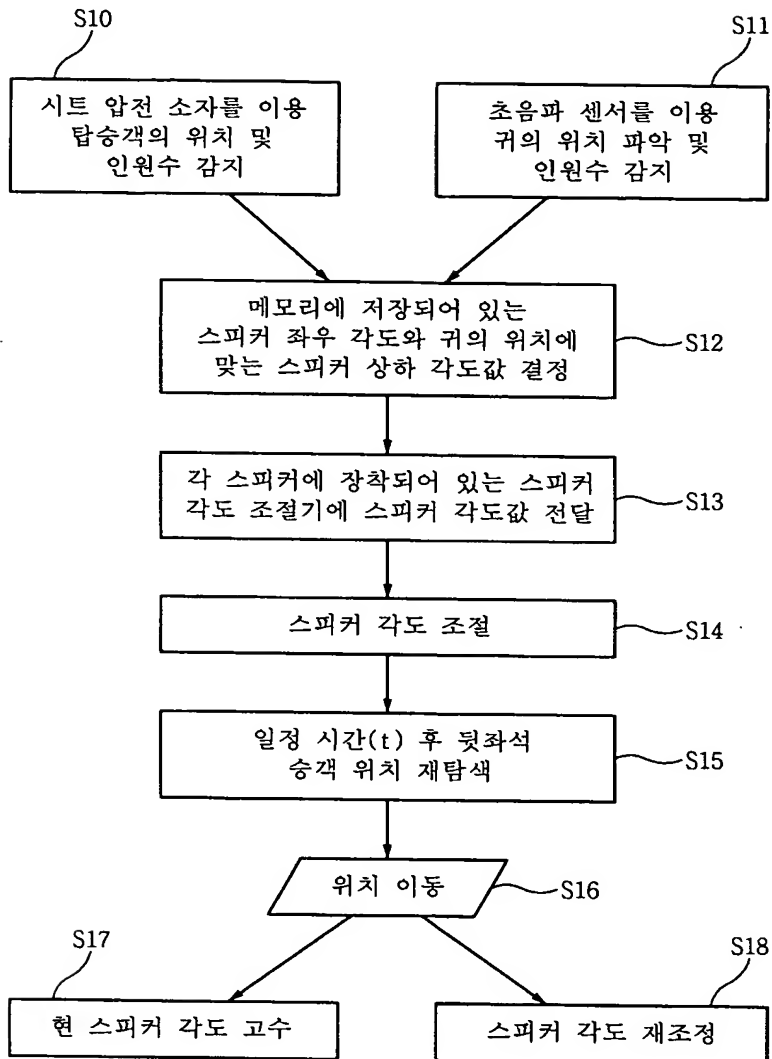 S10
S11
시트 압전 소자를 이용
탑승객의 위치 및
인원수 감지
초음파 센서를 이용
귀의 위치 파악 및
인원수 감지
메모리에 저장되어 있는
스피커 좌우 각도와 귀의 위치에
맞는 스피커 상하 각도값 결정
S12
각 스피커에 장착되어 있는 스피커
각도 조절기에 스피커 각도값 전달
S13
스피커 각도 조절
S14
일정 시간(t) 후 뒷좌석
승객 위치 재탐색
S15
위치 이동
S16
S17
S18
현 스피커 각도 고수
스피커 각도 재조정